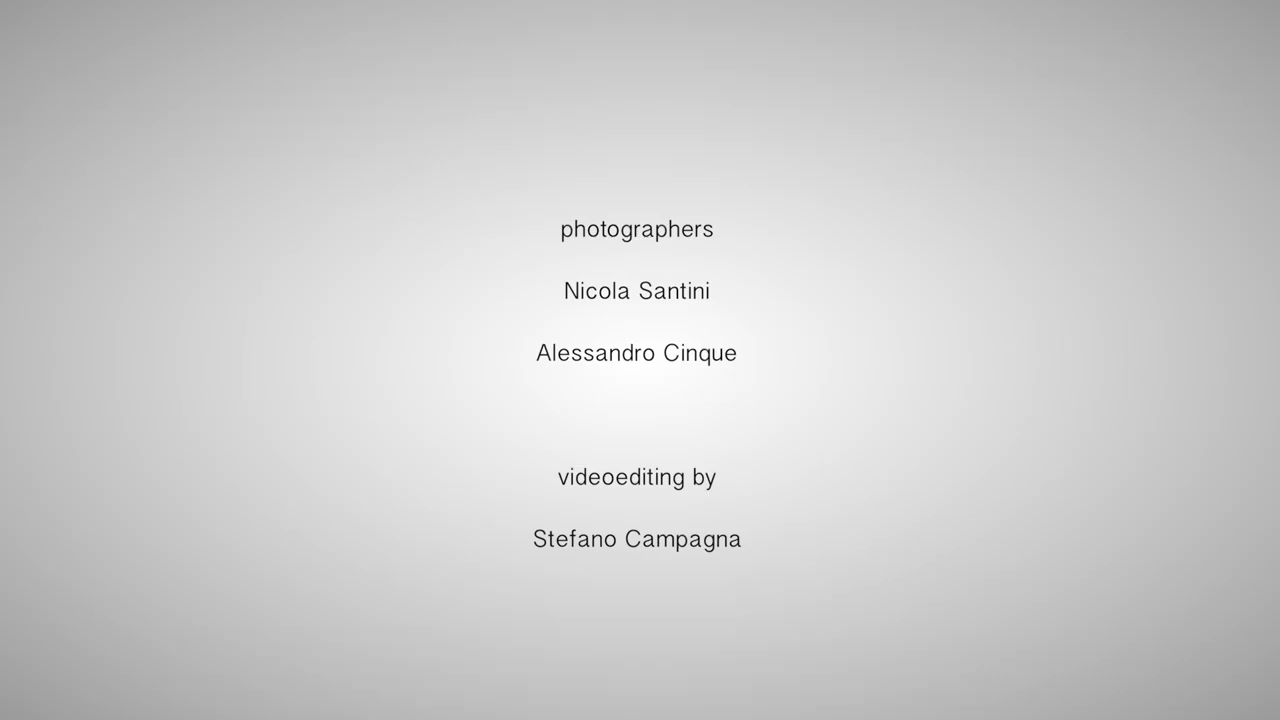 photographers
Nicola Santini
Alessandro Cinque
videoediting by
Stefano Campagna